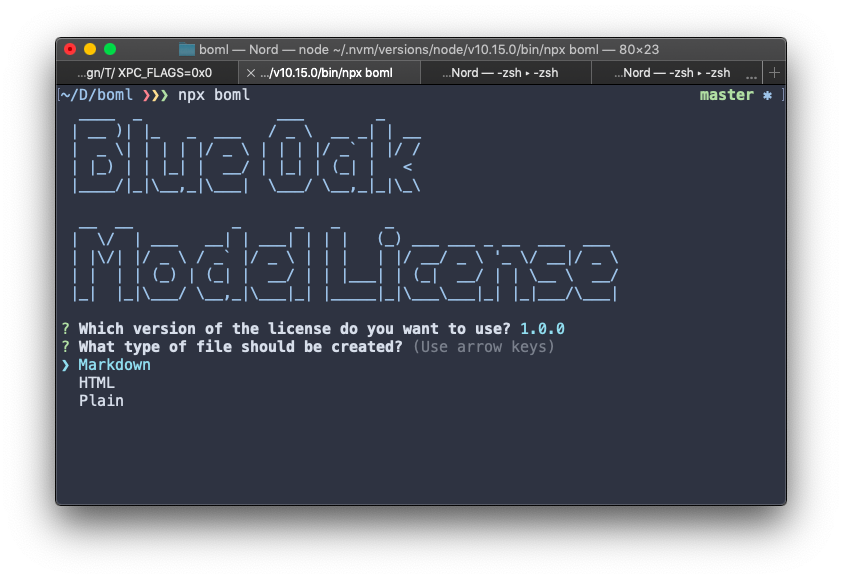 boml — Nord — node ~/.nvm/versions/node/v10.15.0/bin/npx boml — 80×23
...gn/T/ XPC_FLAGS=0x0
× .../v10.15.0/bin/npx boml
...Nord — -zsh ▸ -zsh
...Nord — -zsh ▸ -zsh ...
+
[~/D/boml ❯❯❯ npx boml master ✱ ]
Blue Oak
Model License
? Which version of the license do you want to use? 1.0.0
? What type of file should be created? (Use arrow keys)
❯ Markdown
HTML
Plain